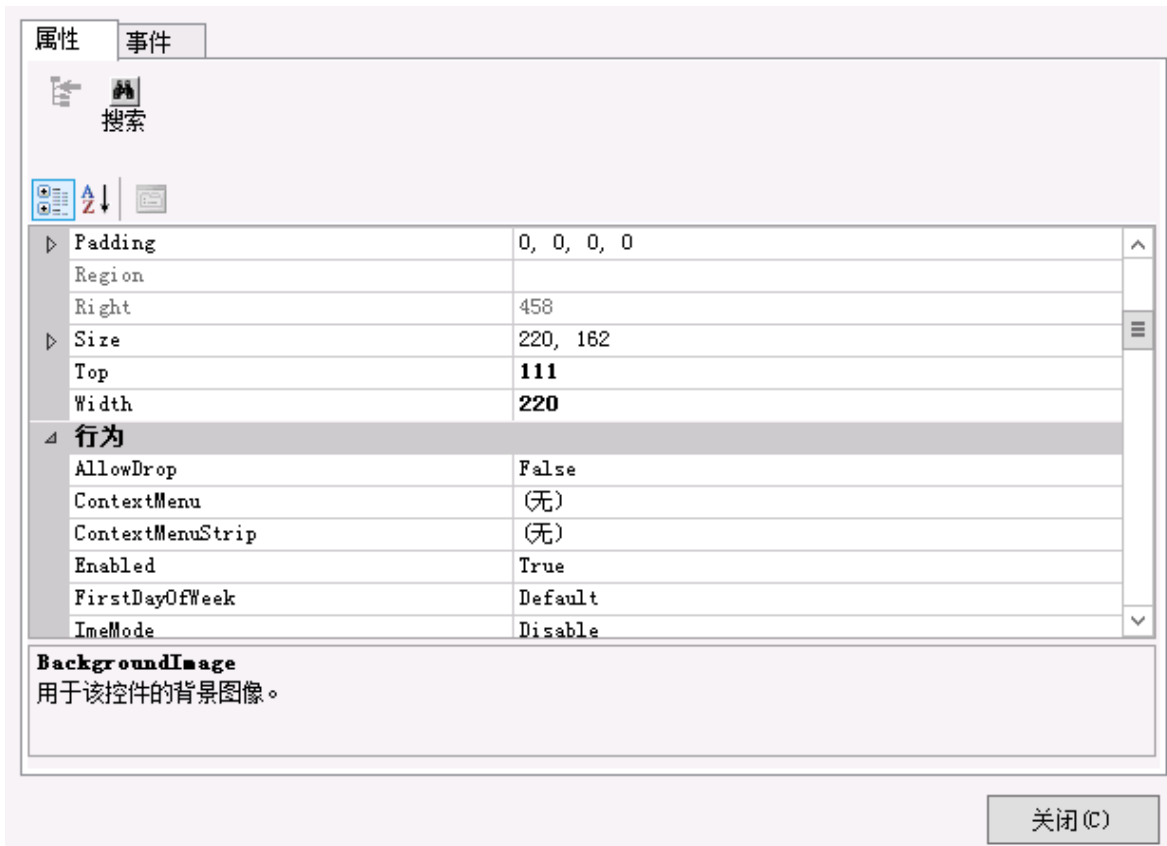 属性 事件
搜索
Padding 0, 0, 0, 0
Region
Right 458
Size 220, 162
Top 111
Width 220
行为
AllowDrop False
ContextMenu (无)
ContextMenuStrip (无)
Enabled True
FirstDayOfWeek Default
ImeMode Disable
BackgroundImage
用于该控件的背景图像。
关闭(C)